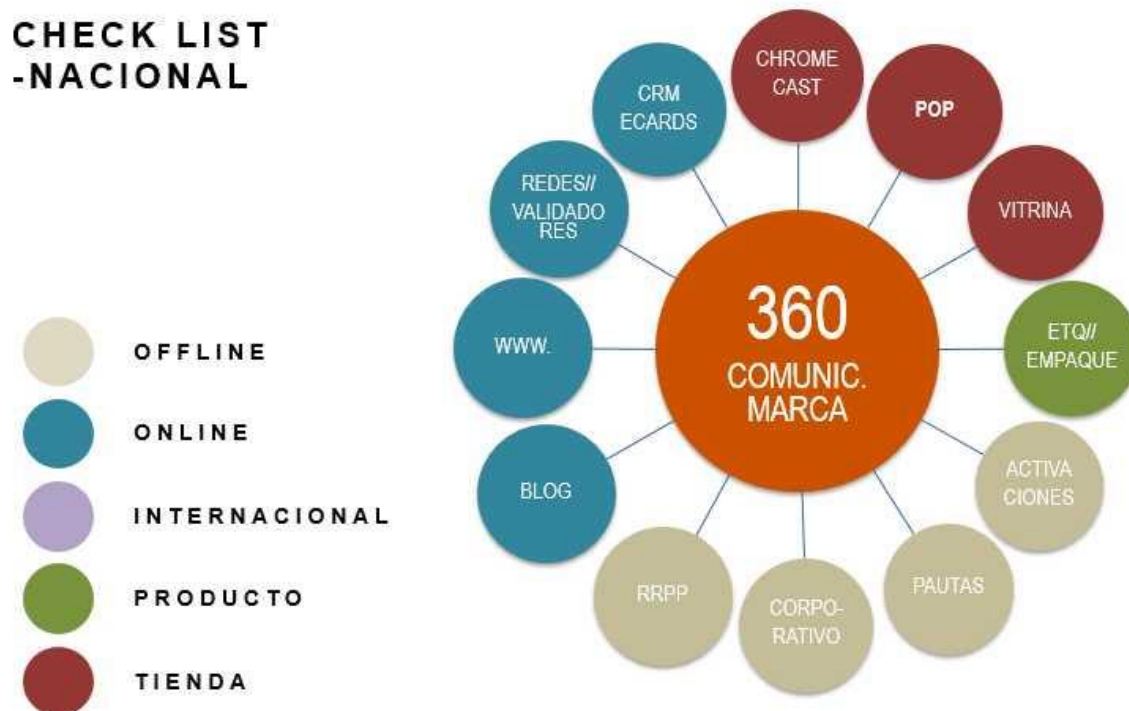 CHECK LIST
-NACIONAL
OFFLINE
ONLINE
INTERNACIONAL
PRODUCTO
TIENDA
360
COMUNIC.
MARCA
CHROME
CAST
POP
VITRINA
ETQ//
EMPAQUE
ACTIVA
CIONES
PAUTAS
CORPO-
RATIVO
RRPP
BLOG
WWW.
REDES//
VALIDADO
RES
CRM
ECARDS